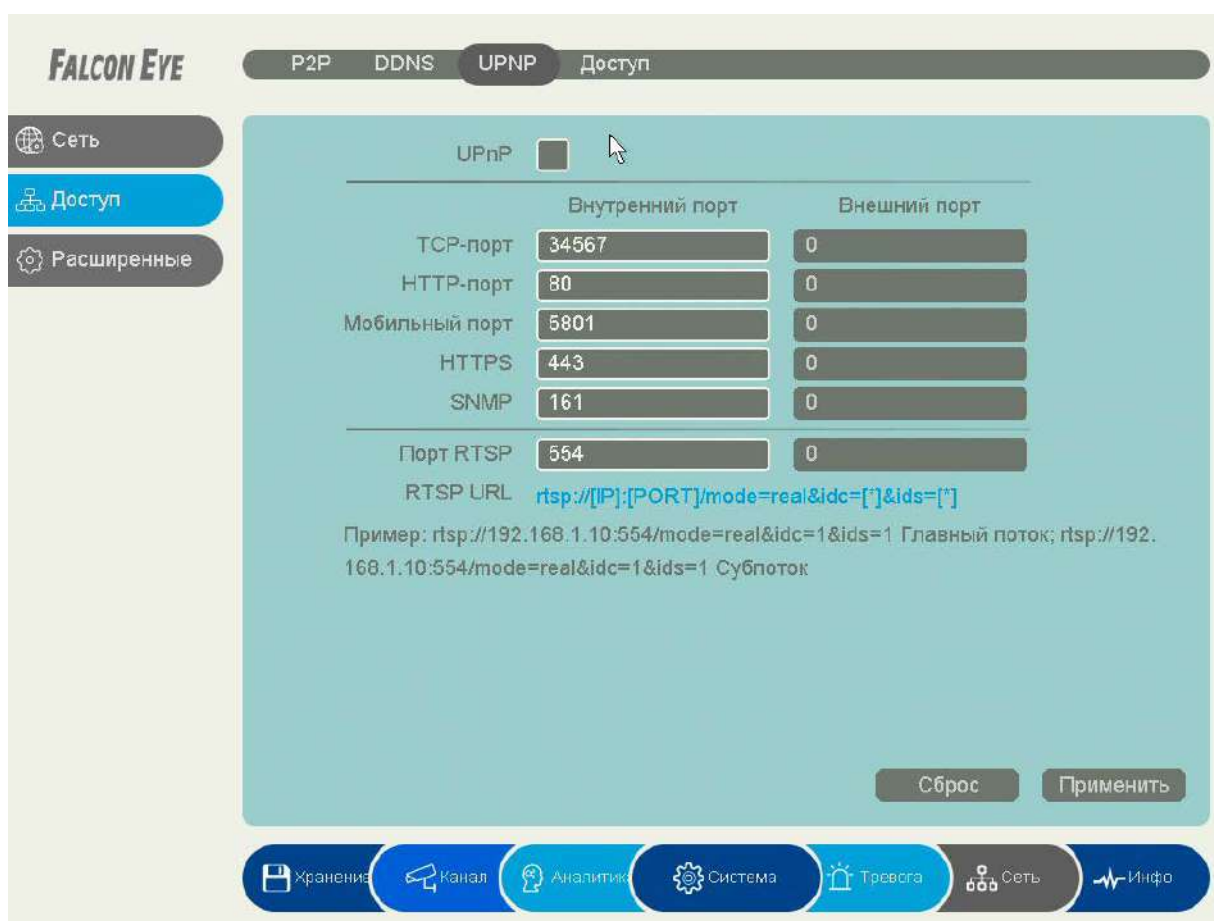 FALCON EYE
P2P DDNS UPNP Доступ
Сеть
Доступ
Расширенные
UPnP
Внутренний порт Внешний порт
TCP-порт 34567 0
HTTP-порт 80 0
Мобильный порт 5801 0
HTTPS 443 0
SNMP 161 0
Порт RTSP 554 0
RTSP URL rtsp://[IP]:[PORT]/mode=real&idc=[*]&ids=[*]
Пример: rtsp://192.168.1.10:554/mode=real&idc=1&ids=1 Главный поток; rtsp://192.
168.1.10:554/mode=real&idc=1&ids=1 Субпоток
Сброс Применить
Хранение Канал Аналитика Система Тревога Сеть Инфо